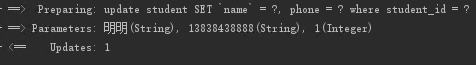 ==>  Preparing: update student SET `name` = ?, phone = ? where student_id = ?
==> Parameters: 明明(String), 13838438888(String), 1(Integer)
<==    Updates: 1